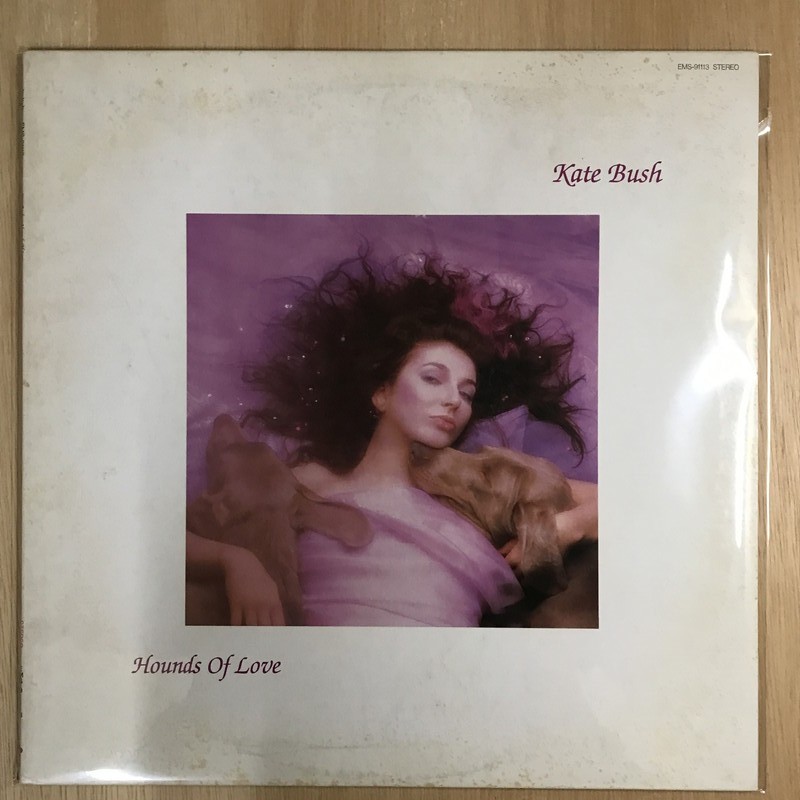 EMS-91113 STEREO
Kate Bush
Hounds Of Love